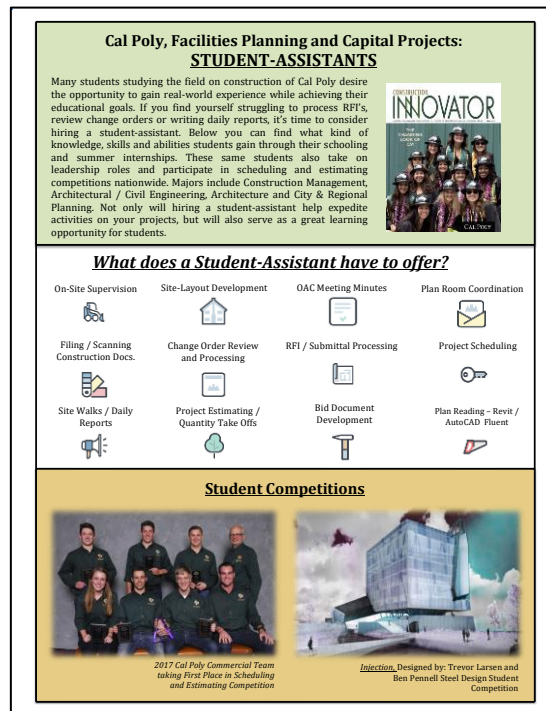 Cal Poly, Facilities Planning and Capital Projects:
STUDENT-ASSISTANTS
Many students studying the field on construction of Cal Poly desire
the opportunity to gain real-world experience while achieving their
educational goals. If you find yourself struggling to process RFI's,
review change orders or writing daily reports, it's time to consider
hiring a student-assistant. Below you can find what kind of
knowledge, skills and abilities students gain through their schooling
and summer internships. These same students also take on
leadership roles and participate in scheduling and estimating
competitions nationwide. Majors include Construction Management,
Architectural / Civil Engineering, Architecture and City & Regional
Planning. Not only will hiring a student-assistant help expedite
activities on your projects, but will also serve as a great learning
opportunity for students.
CONSTRUCTION
INNOVATOR
CAL POLY
What does a Student-Assistant have to offer?
On-Site Supervision
Site-Layout Development
OAC Meeting Minutes
Plan Room Coordination
Filing / Scanning
Construction Docs.
Change Order Review
and Processing
RFI / Submittal Processing
Project Scheduling
Site Walks / Daily
Reports
Project Estimating /
Quantity Take Offs
Bid Document
Development
Plan Reading – Revit /
AutoCAD Fluent
Student Competitions
2017 Cal Poly Commercial Team
taking First Place in Scheduling
and Estimating Competition
Injection, Designed by: Trevor Larsen and
Ben Pennell Steel Design Student
Competition